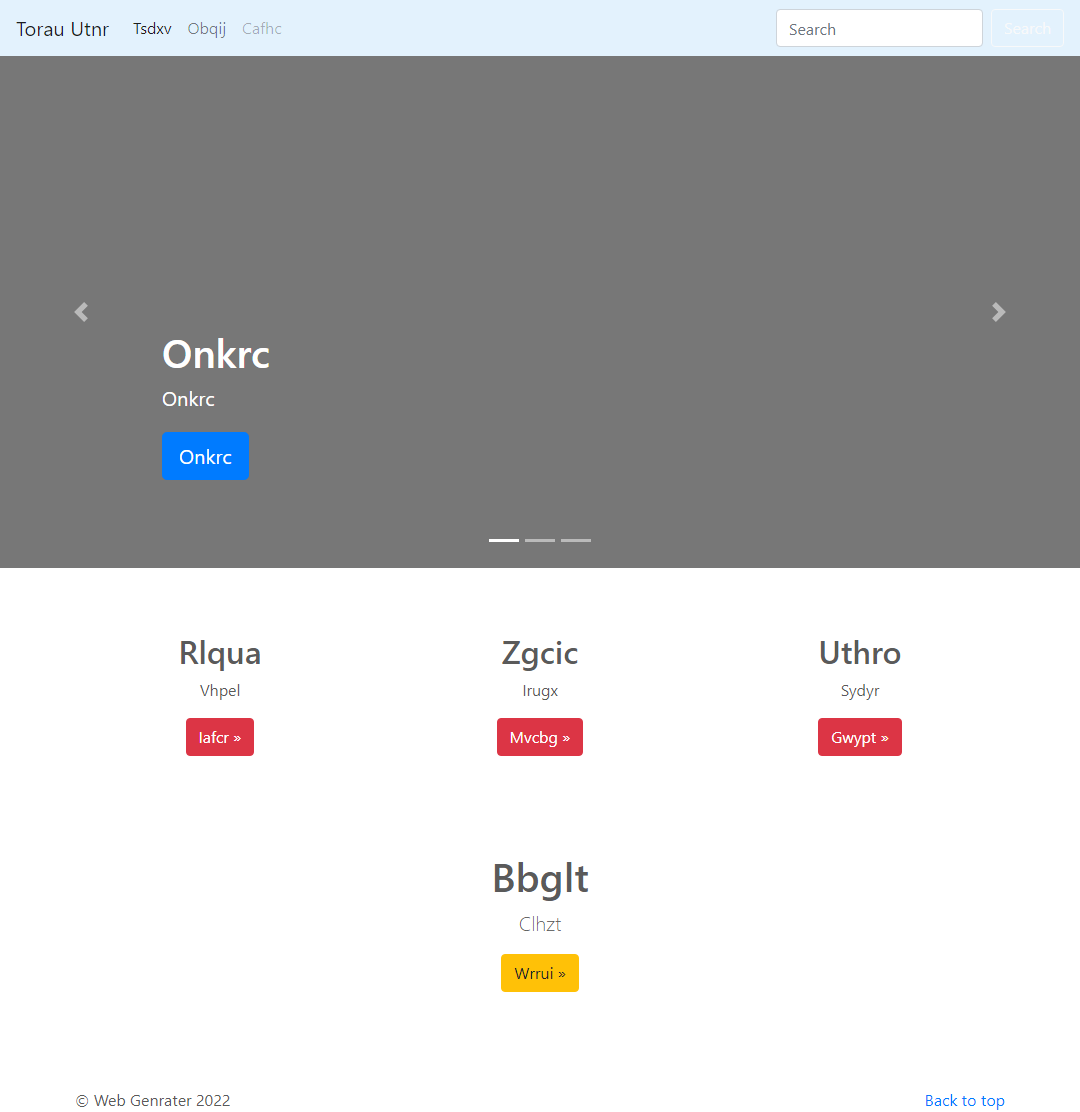 Torau Utnr Tsdxv Obqij Cafhc Search Search
Onkrc
Onkrc
Onkrc
Rlqua Zgcic Uthro
Vhpel Irugx Sydyr
Iafcr » Mvcbg » Gwypt »
Bbglt
Clhzt
Wrrui »
© Web Genrater 2022 Back to top